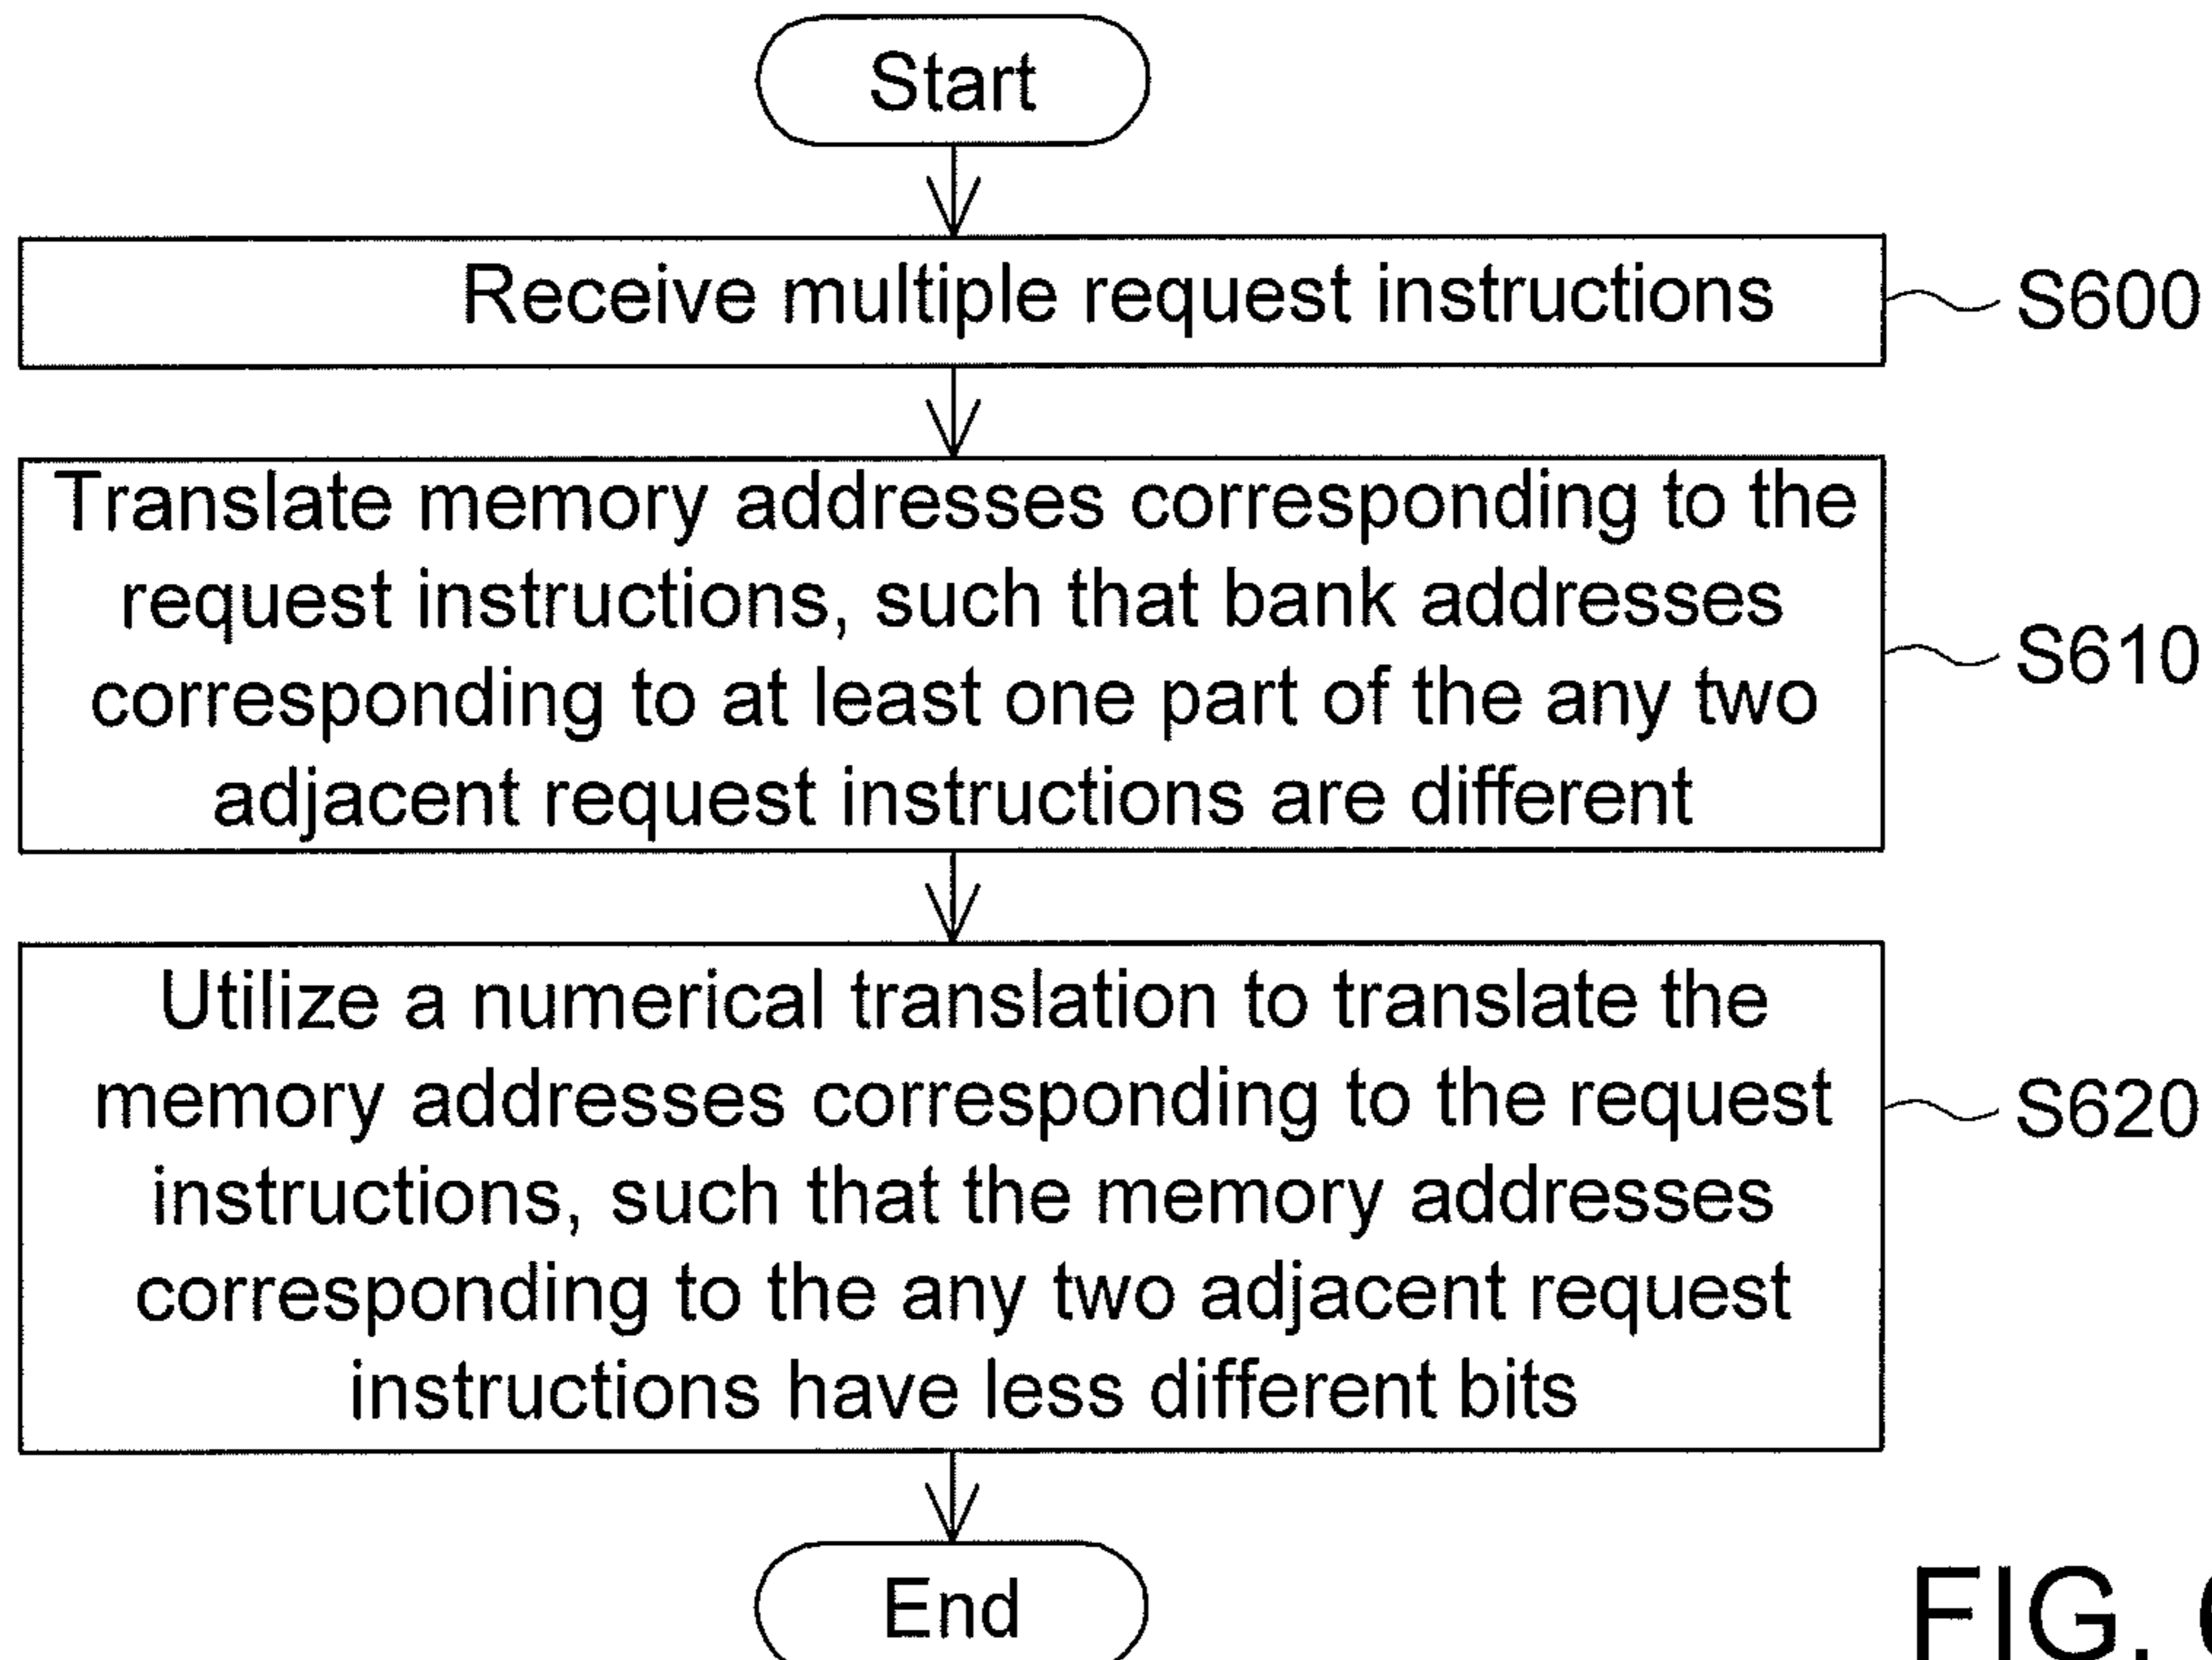 Start
Receive multiple request instructions
S600
Translate memory addresses corresponding to the
request instructions, such that bank addresses
corresponding to at least one part of the any two
adjacent request instructions are different
S610
Utilize a numerical translation to translate the
memory addresses corresponding to the request
instructions, such that the memory addresses
corresponding to the any two adjacent request
instructions have less different bits
S620
End
FIG.